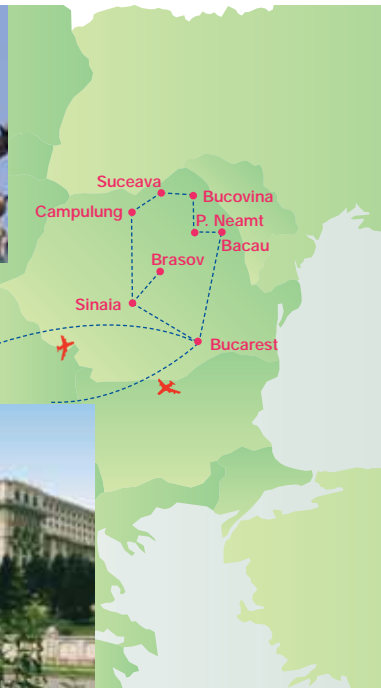 Suceava
Bucovina
Campulung
P. Neamt
Bacau
Brasov
Sinaia
Bucarest